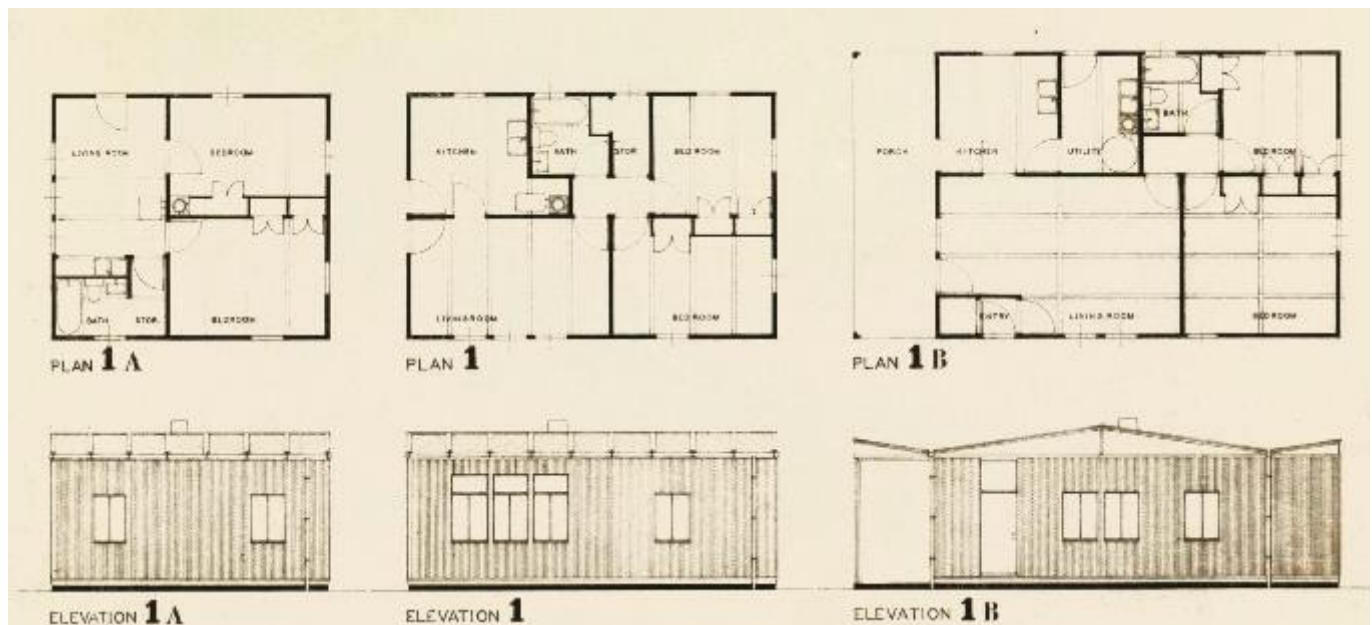 LIVING ROOM
BEDROOM
BATH
STOR.
BEDROOM
PLAN 1 A
KITCHEN
BATH
STOR.
BEDROOM
LIVING ROOM
BEDROOM
PLAN 1
PORCH
KITCHEN
UTILITY
BATH
BEDROOM
ENTRY
LIVING ROOM
BEDROOM
PLAN 1 B
ELEVATION 1 A
ELEVATION 1
ELEVATION 1 B